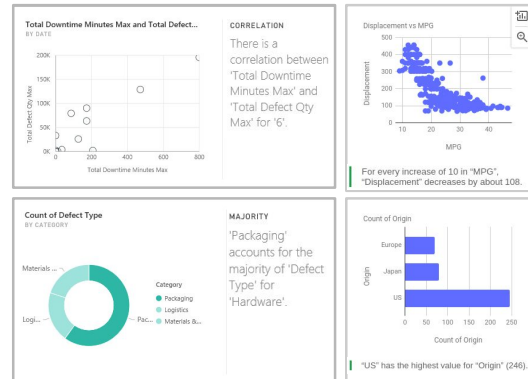 Total Downtime Minutes Max and Total Defect...
BY DATE
200K
150K
100K
50K
0
Total Defect Qty Max
0
200
400
600
800
Total Downtime Minutes Max
CORRELATION
There is a
correlation between
'Total Downtime
Minutes Max' and
'Total Defect Qty
Max' for '6'.
Displacement vs MPG
500
400
300
200
100
0
Displacement
10
20
30
40
MPG
For every increase of 10 in "MPG",
"Displacement" decreases by about 108.
Count of Defect Type
BY CATEGORY
Materials ...
Logi...
Pac...
Category
Packaging
Logistics
Materials &...
MAJORITY
'Packaging'
accounts for the
majority of 'Defect
Type' for
'Hardware'.
Count of Origin
Origin
Europe
Japan
US
0
50
100
150
200
250
Count of Origin
"US" has the highest value for "Origin" (246).